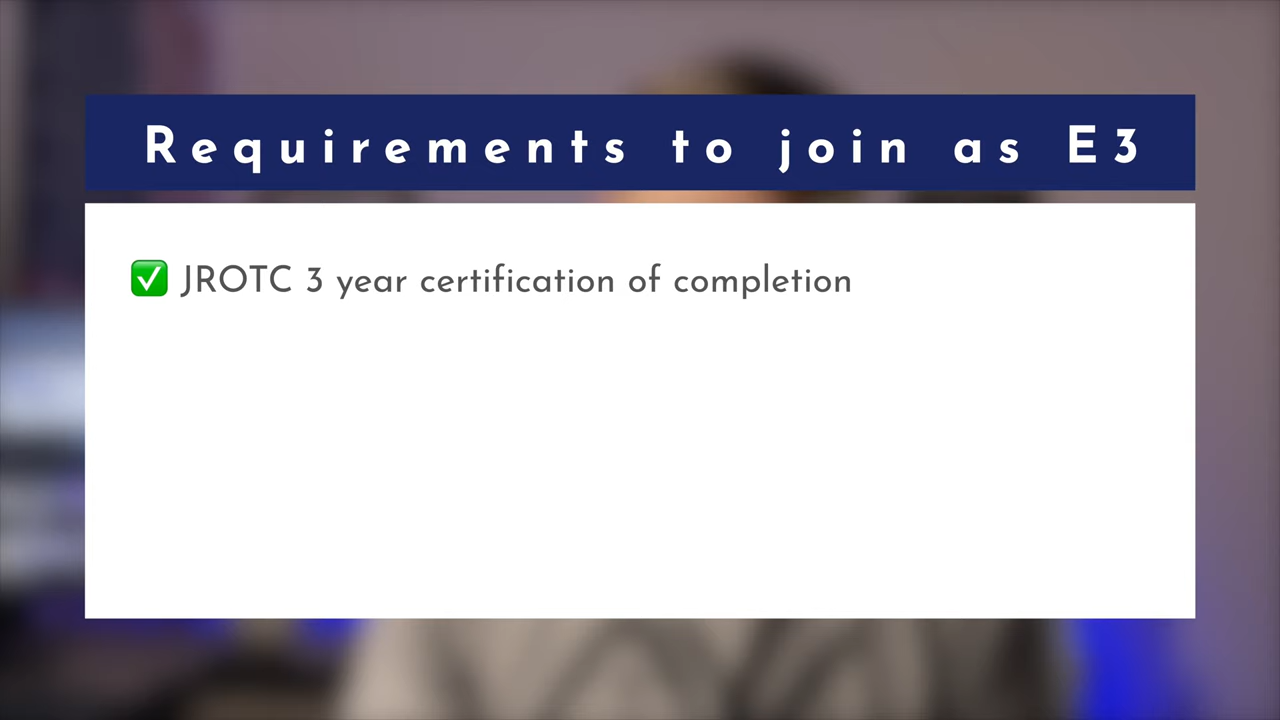 Requirements to join as E3
✅ JROTC 3 year certification of completion